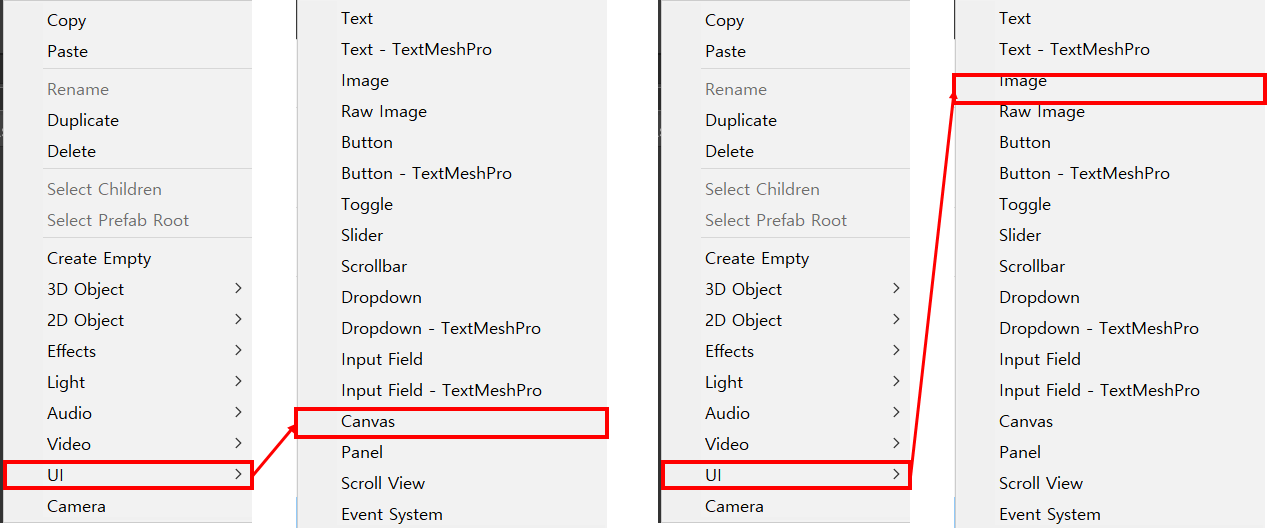 Copy
Paste
Rename
Duplicate
Delete
Select Children
Select Prefab Root
Create Empty
3D Object
2D Object
Effects
Light
Audio
Video
UI
Camera
Text
Text - TextMeshPro
Image
Raw Image
Button
Button - TextMeshPro
Toggle
Slider
Scrollbar
Dropdown
Dropdown - TextMeshPro
Input Field
Input Field - TextMeshPro
Canvas
Panel
Scroll View
Event System
Copy
Paste
Rename
Duplicate
Delete
Select Children
Select Prefab Root
Create Empty
3D Object
2D Object
Effects
Light
Audio
Video
UI
Camera
Text
Text - TextMeshPro
Image
Raw Image
Button
Button - TextMeshPro
Toggle
Slider
Scrollbar
Dropdown
Dropdown - TextMeshPro
Input Field
Input Field - TextMeshPro
Canvas
Panel
Scroll View
Event System